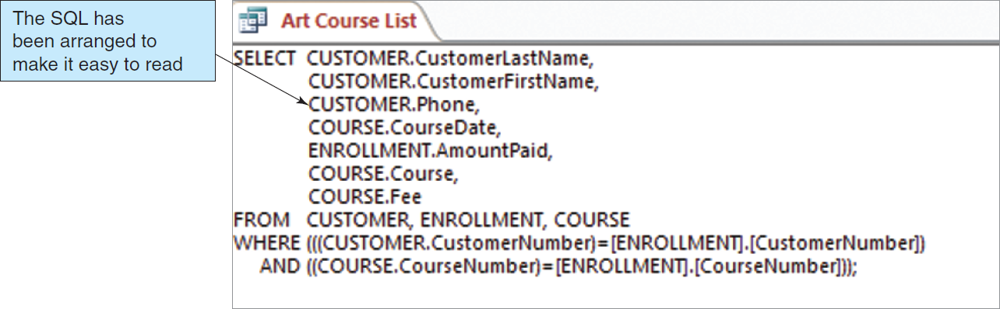 The SQL has
been arranged to
make it easy to read
Art Course List
SELECT CUSTOMER.CustomerLastName,
CUSTOMER.CustomerFirstName,
CUSTOMER.Phone,
COURSE.CourseDate,
ENROLLMENT.AmountPaid,
COURSE.Course,
COURSE.Fee
FROM CUSTOMER, ENROLLMENT, COURSE
WHERE (((CUSTOMER.CustomerNumber)=[ENROLLMENT].[CustomerNumber])
AND ((COURSE.CourseNumber)=[ENROLLMENT].[CourseNumber]));